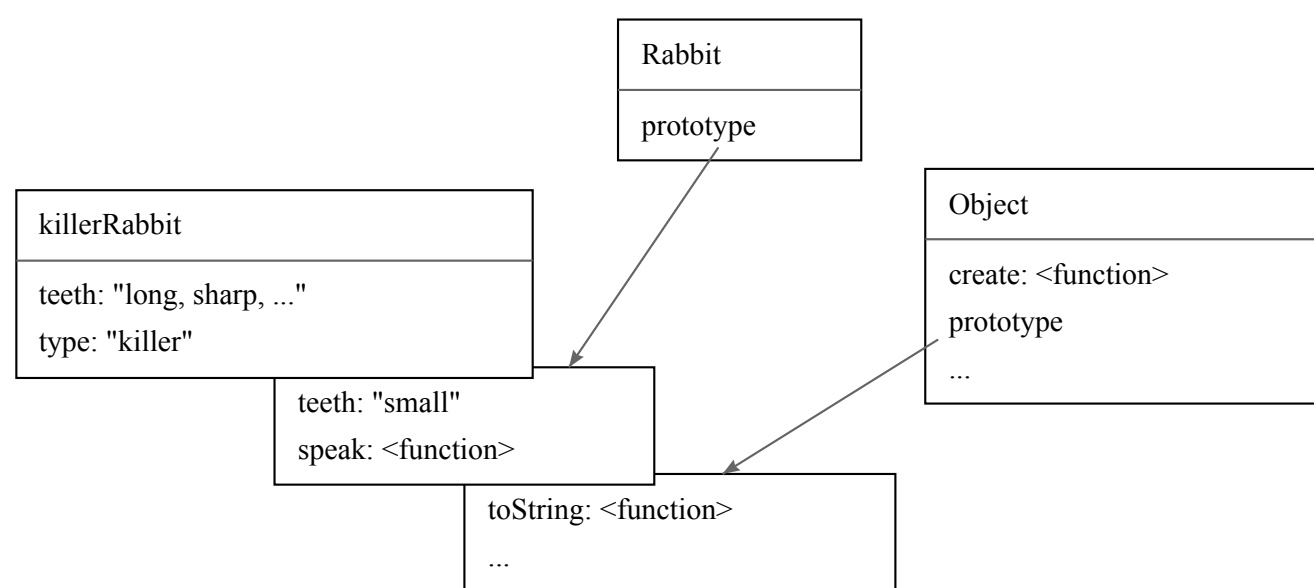 Rabbit
prototype
killerRabbit
teeth: "long, sharp, ..."
type: "killer"
Object
create: <function>
prototype
...
teeth: "small"
speak: <function>
toString: <function>
...